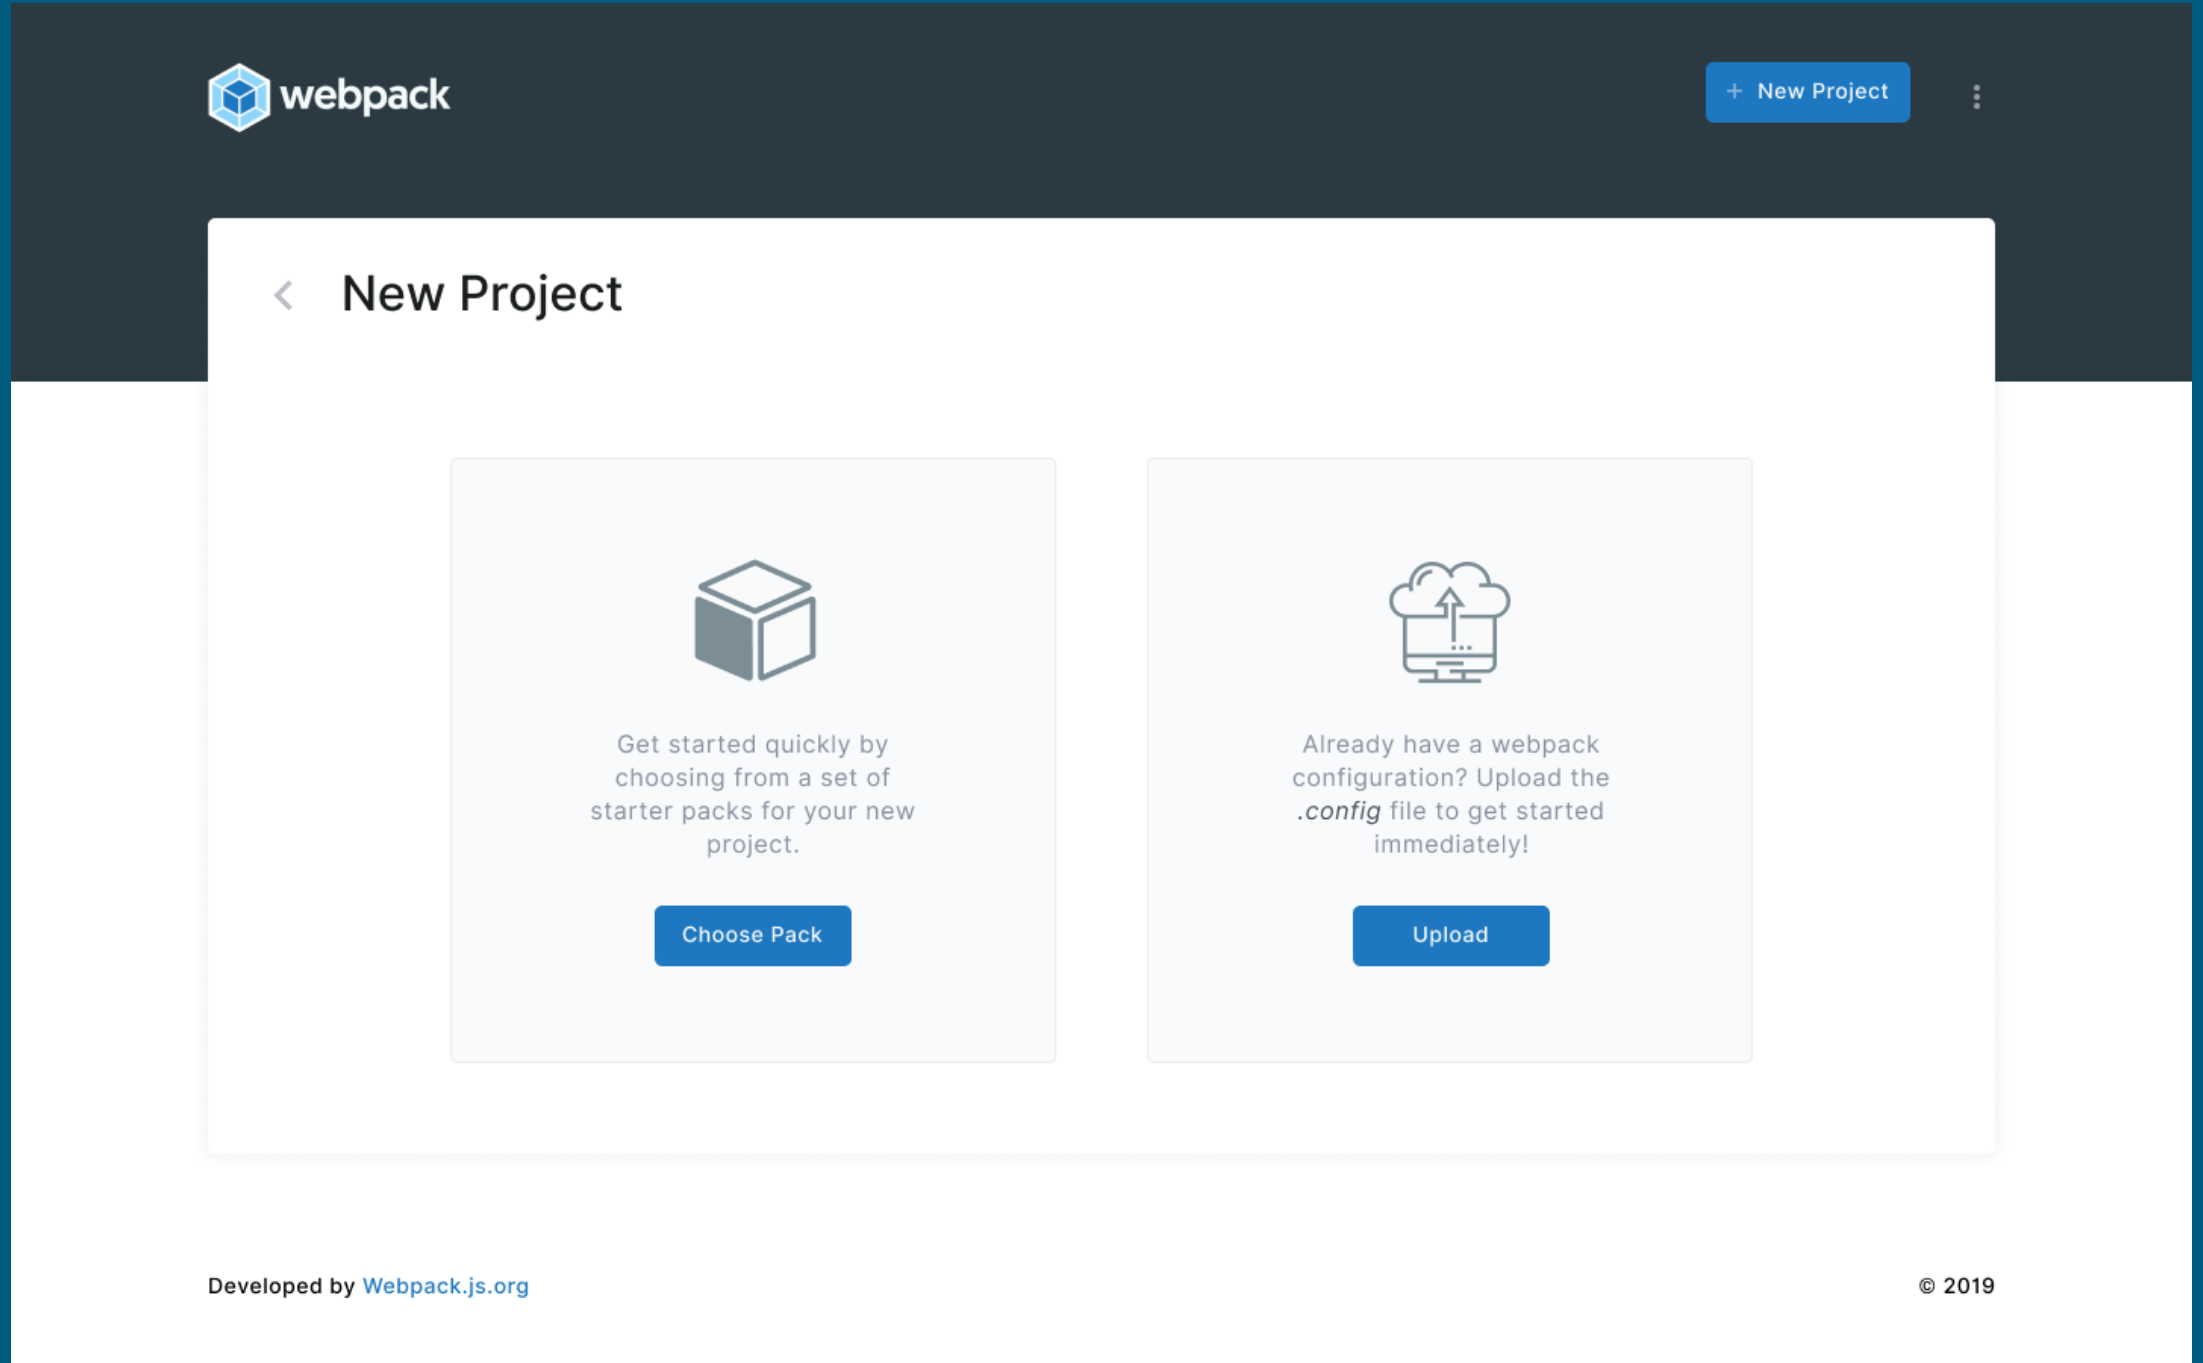 webpack
+ New Project
New Project
Get started quickly by
choosing from a set of
starter packs for your new
project.
Choose Pack
Already have a webpack
configuration? Upload the
.config file to get started
immediately!
Upload
Developed by Webpack.js.org
© 2019